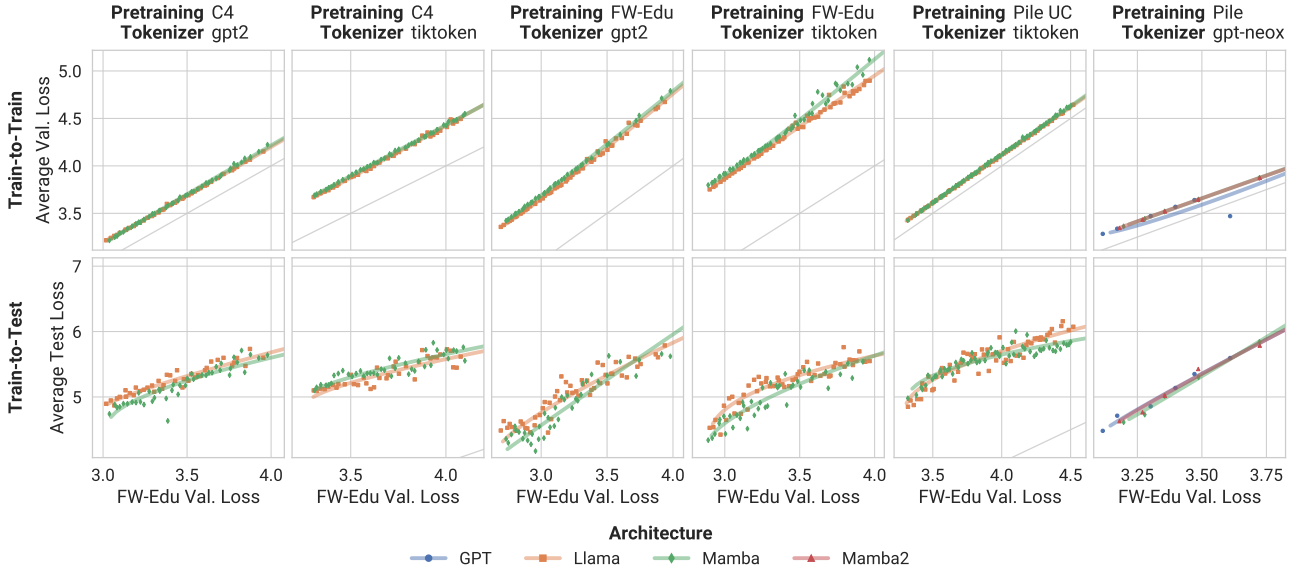 Pretraining C4
Tokenizer gpt2
Pretraining C4
Tokenizer tiktoken
Pretraining FW-Edu
Tokenizer gpt2
Pretraining FW-Edu
Tokenizer tiktoken
Pretraining Pile UC
Tokenizer tiktoken
Pretraining Pile
Tokenizer gpt-neox
Train-to-Train
Average Val. Loss
5.0
4.5
4.0
3.5
Train-to-Test
Average Test Loss
7
6
5
3.0 3.5 4.0
FW-Edu Val. Loss
3.5 4.0
FW-Edu Val. Loss
3.0 3.5 4.0
FW-Edu Val. Loss
3.0 3.5 4.0
FW-Edu Val. Loss
3.5 4.0 4.5
FW-Edu Val. Loss
3.25 3.50 3.75
FW-Edu Val. Loss
Architecture
GPT Llama Mamba Mamba2